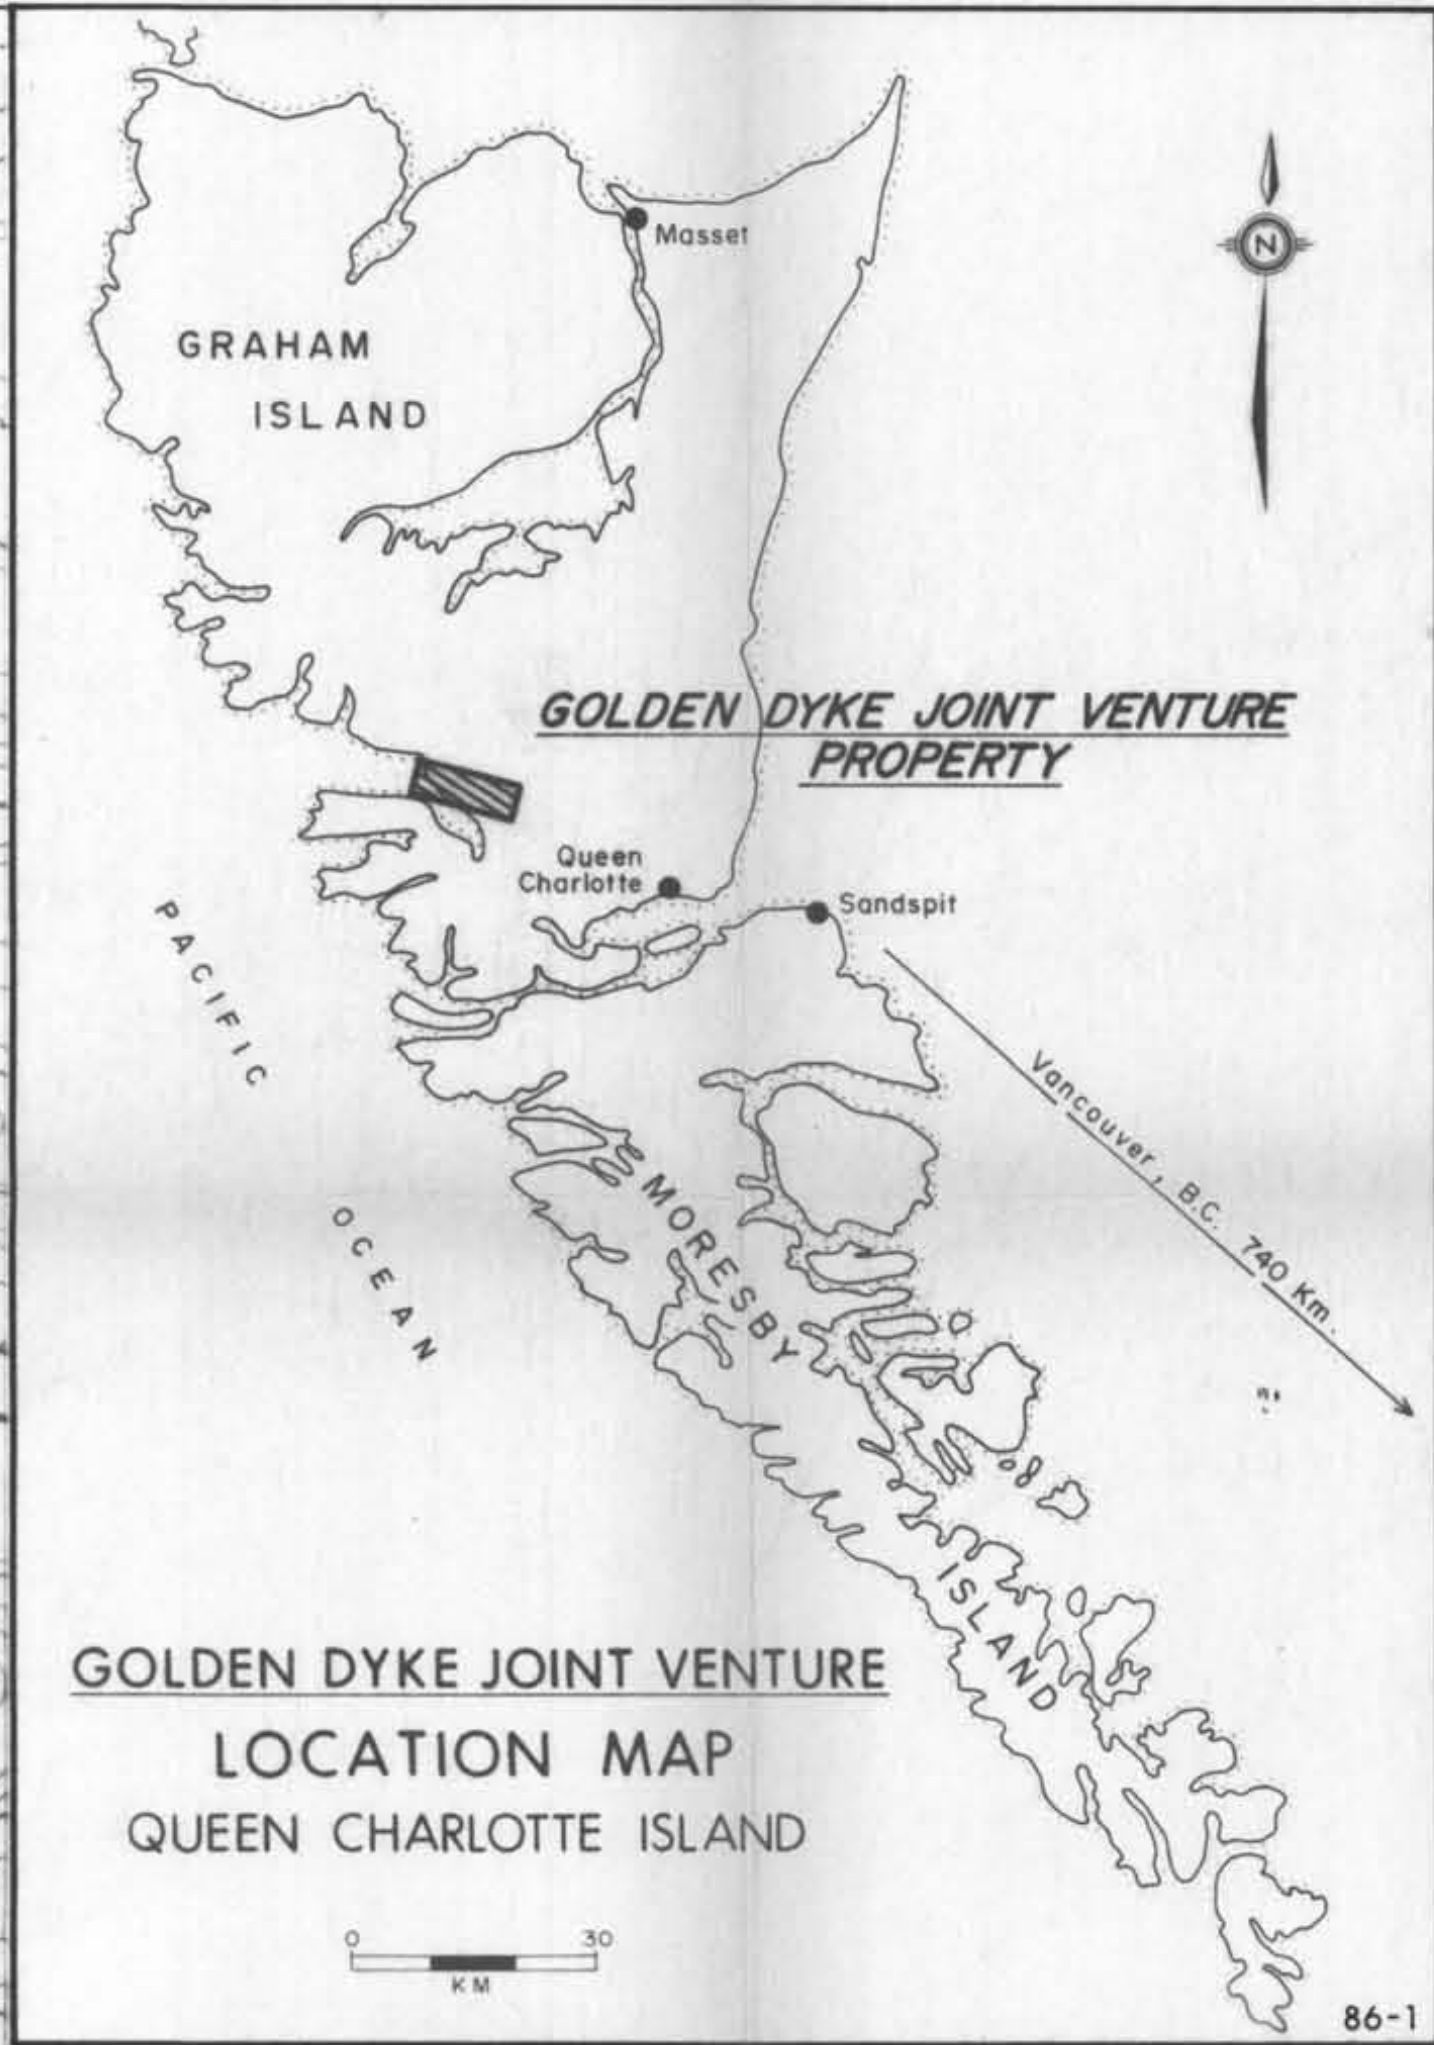 Masset
N
GRAHAM
ISLAND
GOLDEN DYKE JOINT VENTURE
PROPERTY
Queen
Charlotte
Sandspit
PACIFIC
OCEAN
Vancouver, B.C. 740 Km.
MORESBY
ISLAND
GOLDEN DYKE JOINT VENTURE
LOCATION MAP
QUEEN CHARLOTTE ISLAND
0 30
KM
86-1